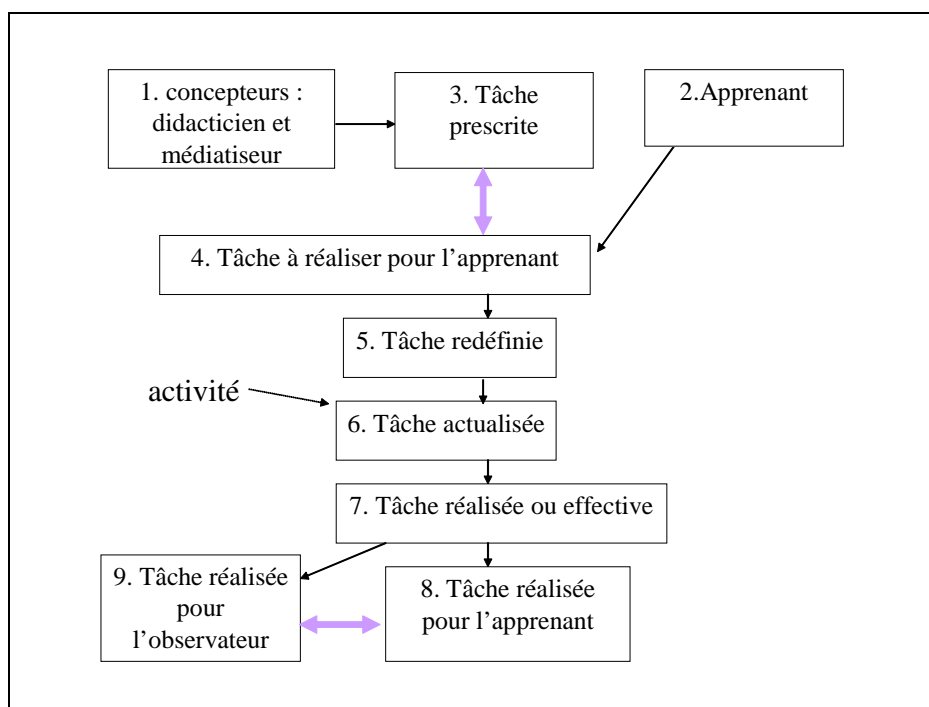 1. concepteurs :
didacticien et
médiatiseur
3. Tâche
prescrite
2.Apprenant
4. Tâche à réaliser pour l’apprenant
5. Tâche redéfinie
activité
6. Tâche actualisée
7. Tâche réalisée ou effective
9. Tâche réalisée
pour
l’observateur
8. Tâche réalisée
pour l’apprenant